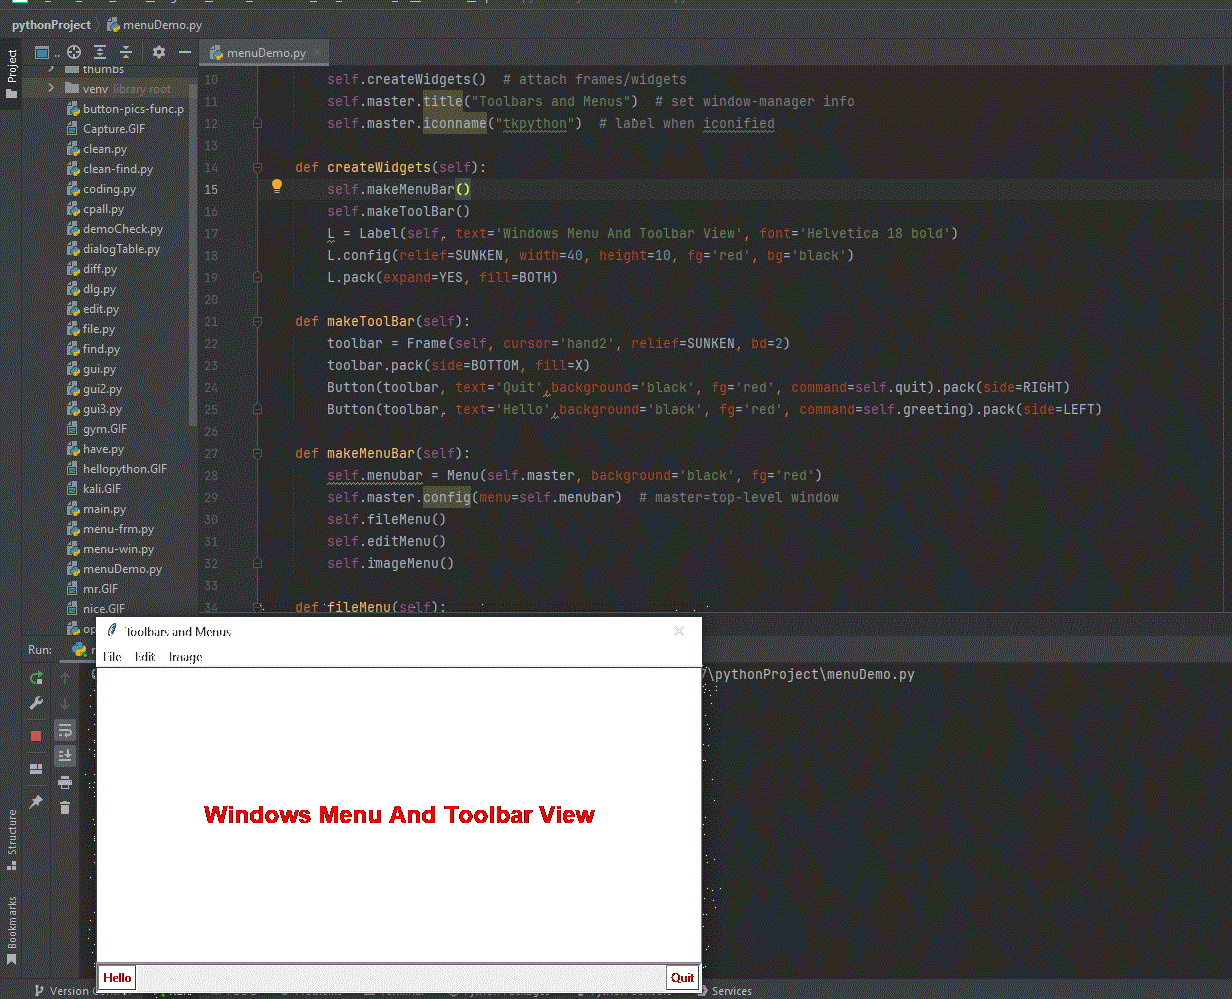 pythonProject menuDemo.py
Project
menuDemo.py
thumbs
venv library root
button-pics-func.p
Capture.GIF
clean.py
clean-find.py
coding.py
cpall.py
demoCheck.py
dialogTable.py
diff.py
dlg.py
edit.py
file.py
find.py
gui.py
gui2.py
gui3.py
gym.GIF
have.py
hellopython.GIF
kali.GIF
main.py
menu-frm.py
menu-win.py
menuDemo.py
mr.GIF
nice.GIF
op
10 self.createWidgets()  # attach frames/widgets
11 self.master.title("Toolbars and Menus")  # set window-manager info
12 self.master.iconname("tkpython")  # label when iconified
13
14 def createWidgets(self):
15 self.makeMenuBar()
16 self.makeToolBar()
17 L = Label(self, text='Windows Menu And Toolbar View', font='Helvetica 18 bold')
18 L.config(relief=SUNKEN, width=40, height=10, fg='red', bg='black')
19 L.pack(expand=YES, fill=BOTH)
20
21 def makeToolBar(self):
22 toolbar = Frame(self, cursor='hand2', relief=SUNKEN, bd=2)
23 toolbar.pack(side=BOTTOM, fill=X)
24 Button(toolbar, text='Quit',background='black', fg='red', command=self.quit).pack(side=RIGHT)
25 Button(toolbar, text='Hello',background='black', fg='red', command=self.greeting).pack(side=LEFT)
26
27 def makeMenuBar(self):
28 self.menubar = Menu(self.master, background='black', fg='red')
29 self.master.config(menu=self.menubar)  # master=top-level window
30 self.fileMenu()
31 self.editMenu()
32 self.imageMenu()
33
34 def fileMenu(self):
Run:
\pythonProject\menuDemo.py
Toolbars and Menus
File Edit Image
Windows Menu And Toolbar View
Hello Quit
Structure
Bookmarks
Version Services